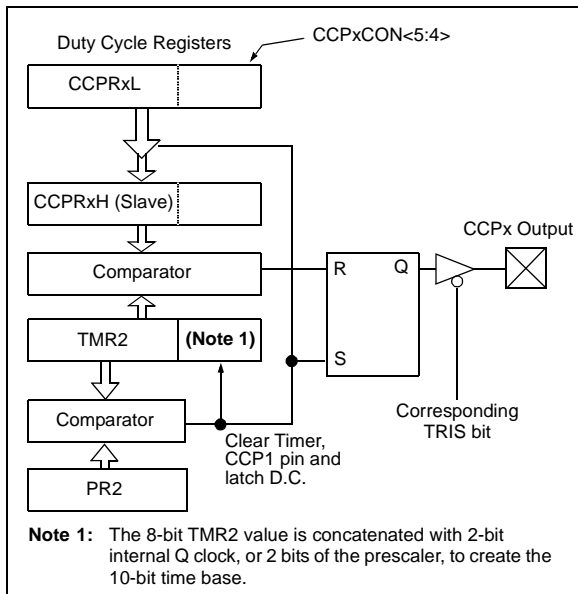 Duty Cycle Registers
CCPxCON<5:4>
CCPRxL
CCPRxH (Slave)
Comparator
TMR2
(Note 1)
Comparator
PR2
R
Q
S
CCPx Output
Corresponding
TRIS bit
Clear Timer,
CCP1 pin and
latch D.C.
Note 1: The 8-bit TMR2 value is concatenated with 2-bit
internal Q clock, or 2 bits of the prescaler, to create the
10-bit time base.